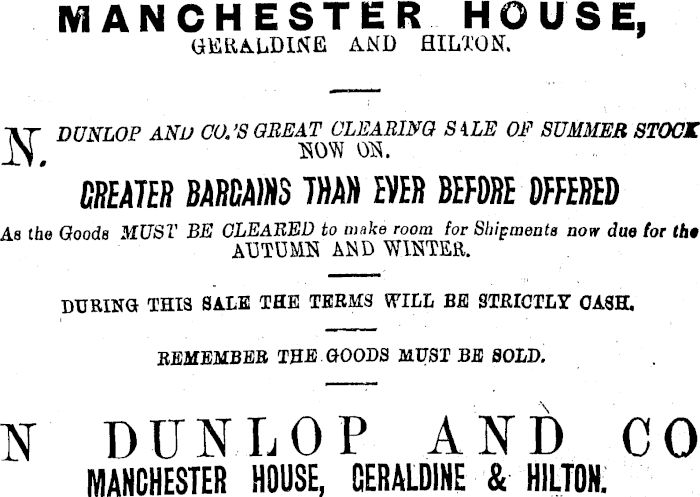 MANCHESTER HOUSE,
GERALDINE AND HILTON.
N. DUNLOP AND CO.'S GREAT CLEARING SALE OF SUMMER STOCK
NOW ON.
GREATER BARGAINS THAN EVER BEFORE OFFERED
As the Goods MUST BE CLEARED to make room for Shipments now due for the
AUTUMN AND WINTER.
DURING THIS SALE THE TERMS WILL BE STRICTLY CASH.
REMEMBER THE GOODS MUST BE SOLD.
N DUNLOP AND CO
MANCHESTER HOUSE, GERALDINE & HILTON.